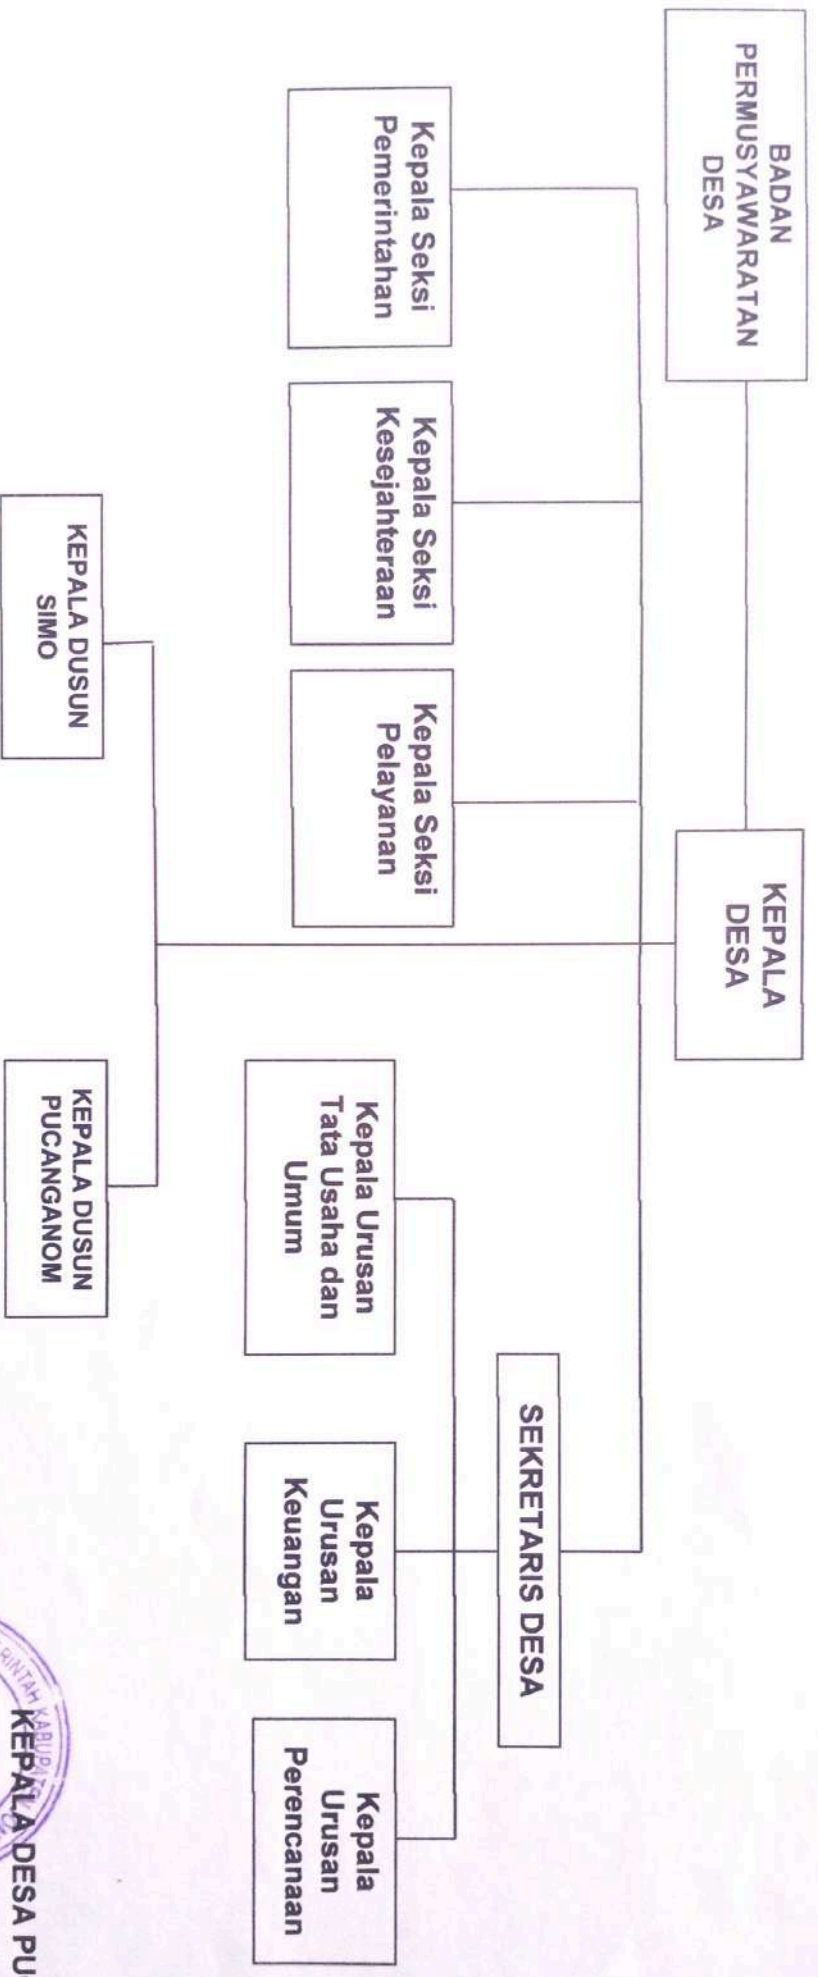 BADAN
PERMUSYAWARATAN
DESA
KEPALA
DESA
SEKRETARIS DESA
Kepala Seksi
Pemerintahan
Kepala Seksi
Kesejahteraan
Kepala Seksi
Pelayanan
Kepala Urusan
Tata Usaha dan
Umum
Kepala
Urusan
Keuangan
Kepala
Urusan
Perencanaan
KEPALA DUSUN
SIMO
KEPALA DUSUN
PUCANGANOM
KEPALA DESA